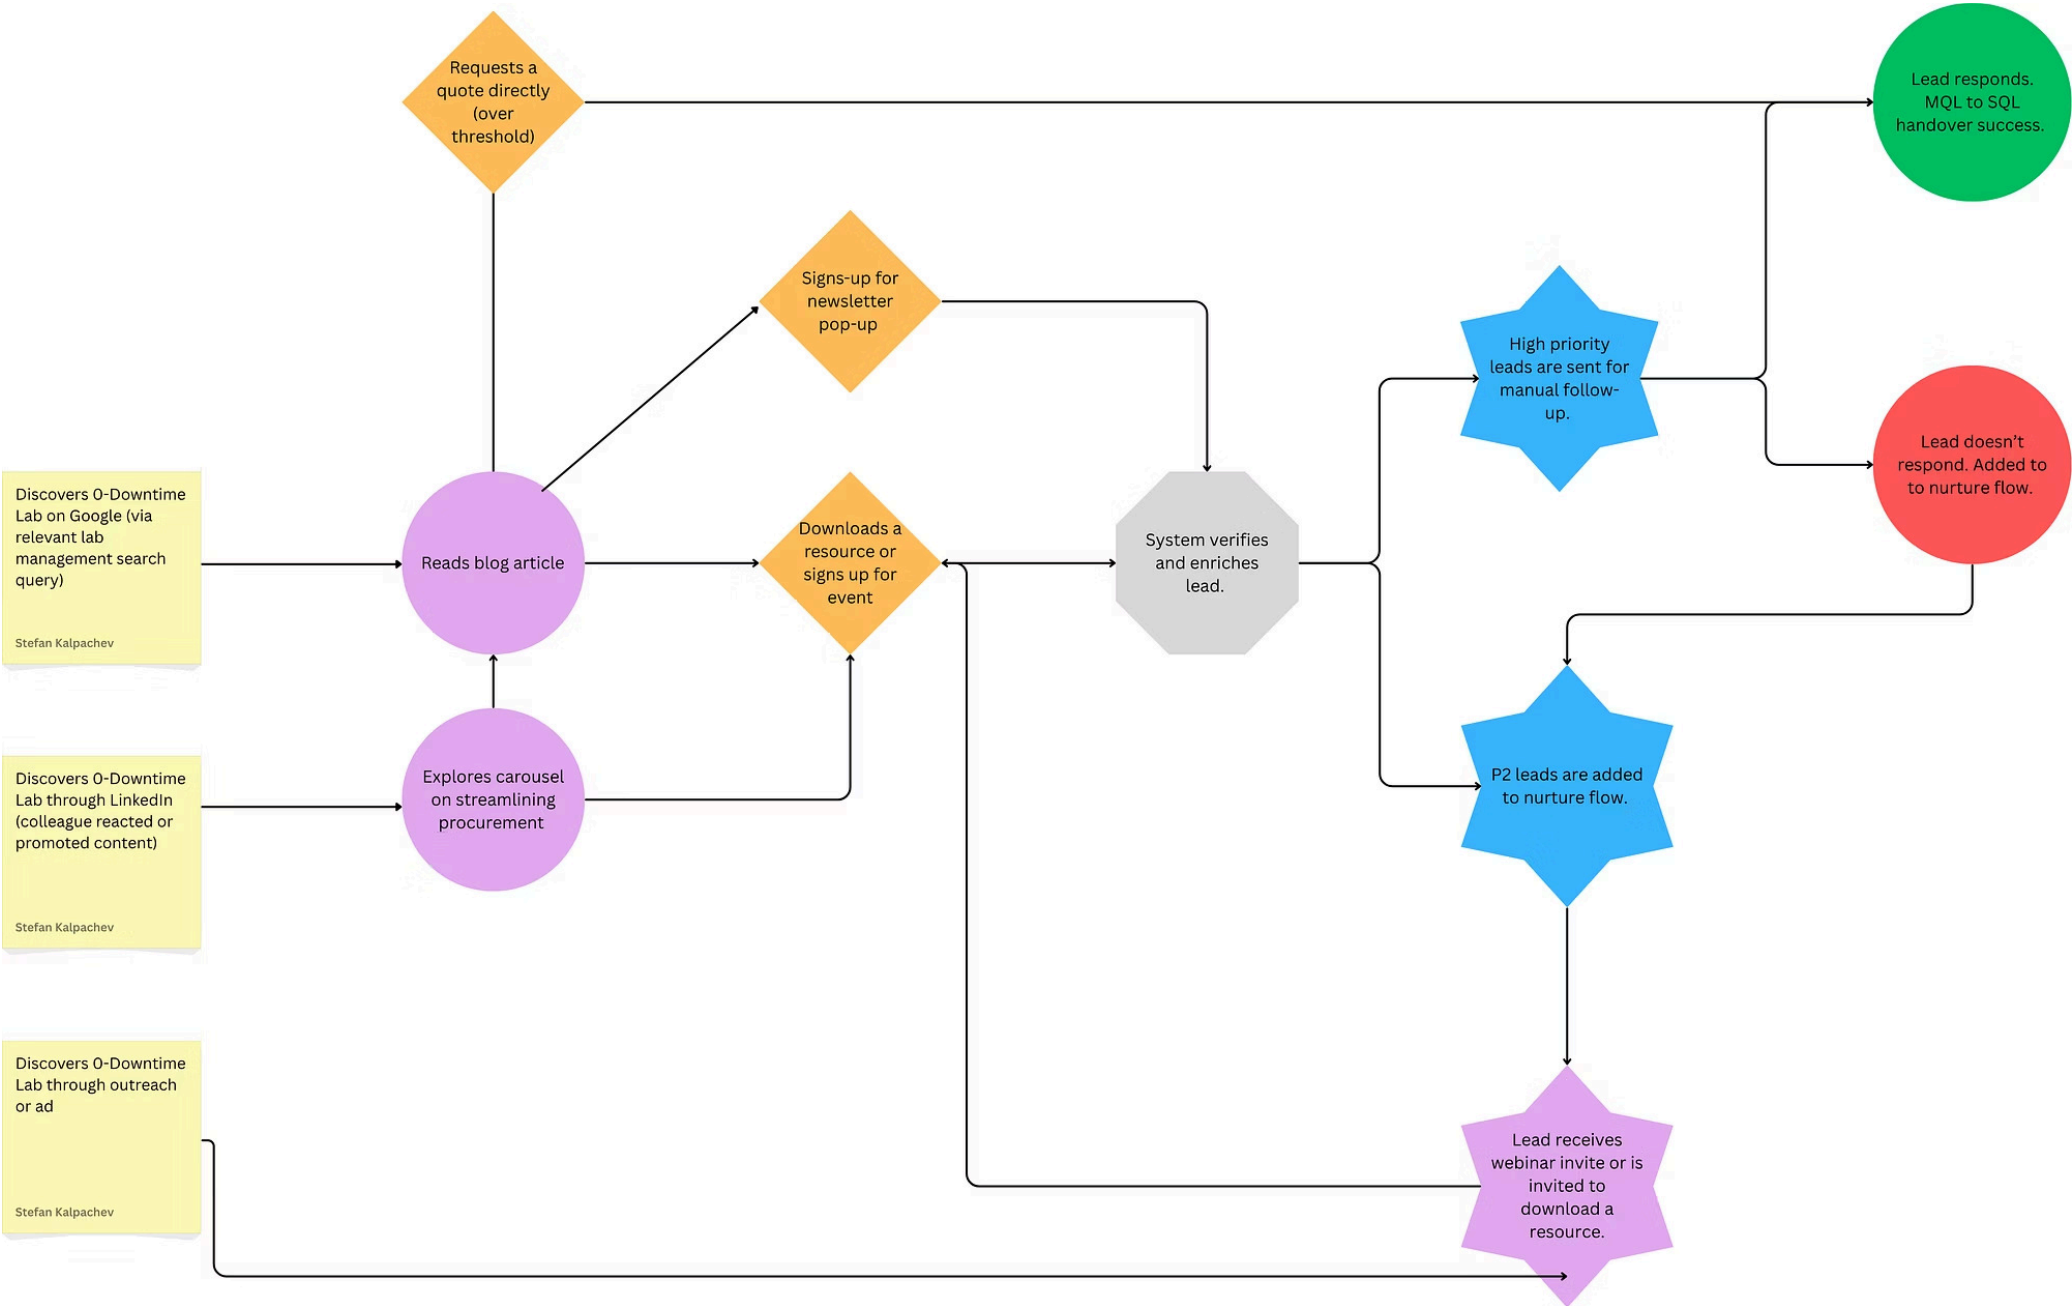 Requests a
quote directly
(over
threshold)
Lead responds.
MQL to SQL
handover success.
Signs-up for
newsletter
pop-up
High priority
leads are sent for
manual follow-
up.
Lead doesn’t
respond. Added to
to nurture flow.
Discovers 0-Downtime
Lab on Google (via
relevant lab
management search
query)
Stefan Kalpachev
Reads blog article
Downloads a
resource or
signs up for
event
System verifies
and enriches
lead.
Discovers 0-Downtime
Lab through LinkedIn
(colleague reacted or
promoted content)
Stefan Kalpachev
Explores carousel
on streamlining
procurement
P2 leads are added
to nurture flow.
Discovers 0-Downtime
Lab through outreach
or ad
Stefan Kalpachev
Lead receives
webinar invite or is
invited to
download a
resource.